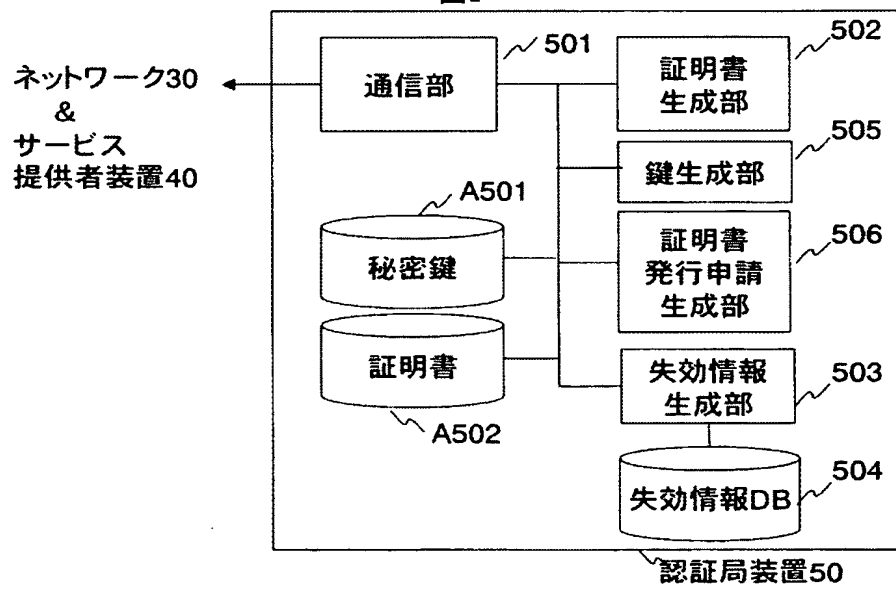 501
502
ネットワーク30
&
サービス
提供者装置40
通信部
証明書
生成部
505
鍵生成部
A501
秘密鍵
証明書
発行申請
生成部
506
証明書
A502
失効情報
生成部
503
失効情報DB
504
認証局装置50